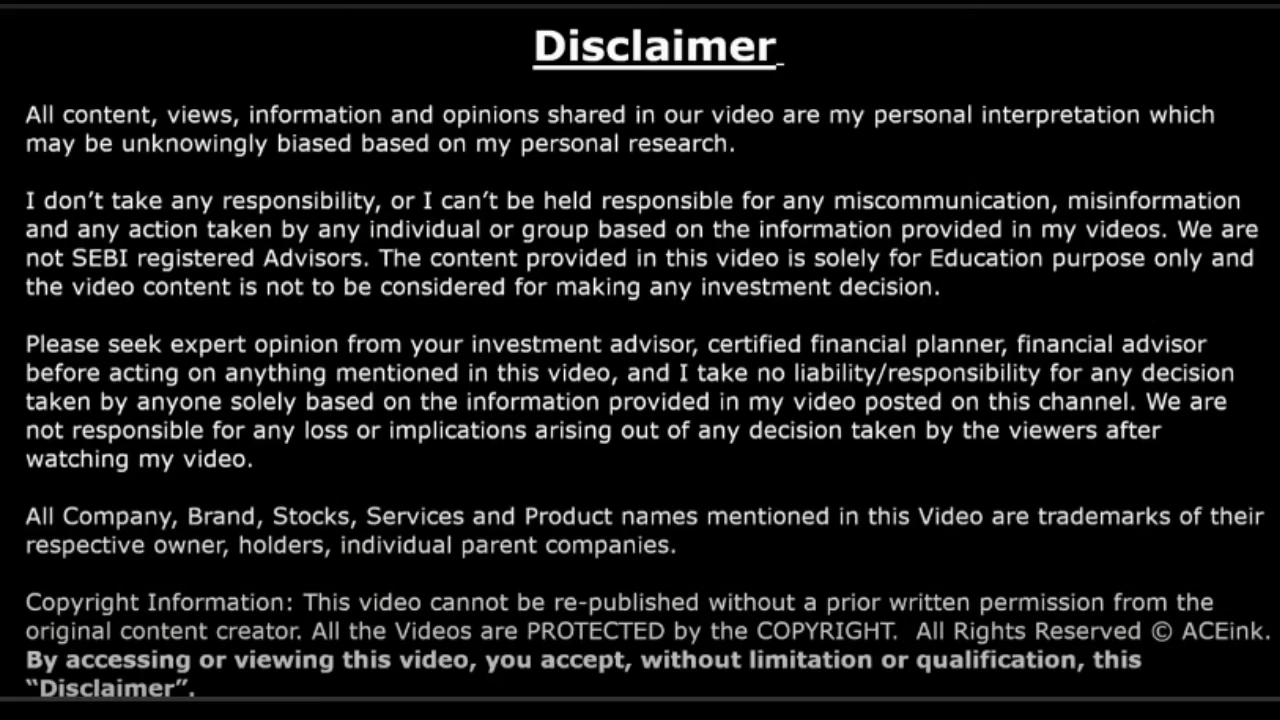 Disclaimer
All content, views, information and opinions shared in our video are my personal interpretation which
may be unknowingly biased based on my personal research.
I don’t take any responsibility, or I can’t be held responsible for any miscommunication, misinformation
and any action taken by any individual or group based on the information provided in my videos. We are
not SEBI registered Advisors. The content provided in this video is solely for Education purpose only and
the video content is not to be considered for making any investment decision.
Please seek expert opinion from your investment advisor, certified financial planner, financial advisor
before acting on anything mentioned in this video, and I take no liability/responsibility for any decision
taken by anyone solely based on the information provided in my video posted on this channel. We are
not responsible for any loss or implications arising out of any decision taken by the viewers after
watching my video.
All Company, Brand, Stocks, Services and Product names mentioned in this Video are trademarks of their
respective owner, holders, individual parent companies.
Copyright Information: This video cannot be re-published without a prior written permission from the
original content creator. All the Videos are PROTECTED by the COPYRIGHT.  All Rights Reserved © ACEink.
By accessing or viewing this video, you accept, without limitation or qualification, this
“Disclaimer”.